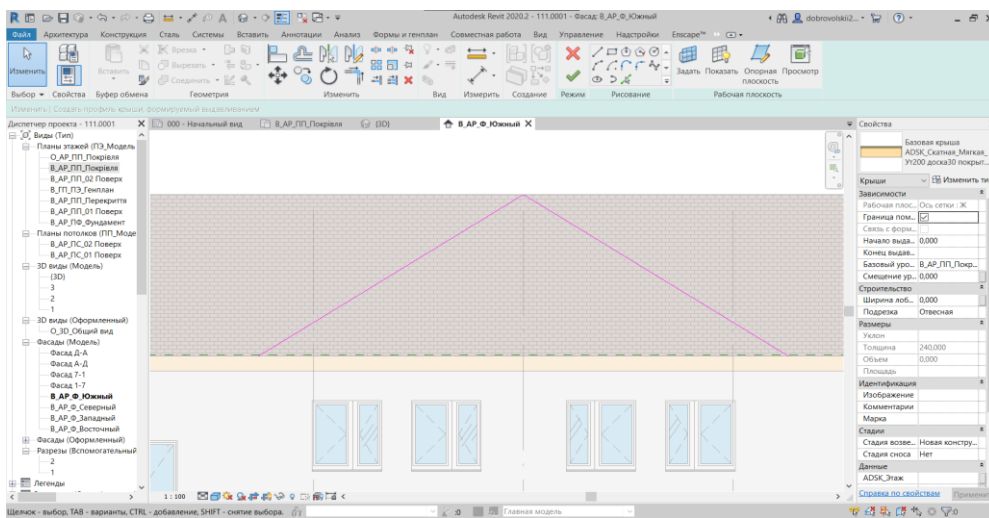 Autodesk Revit 2020.2 - 111.0001 - Фасад: В_АР_Ф_Южный
dobrovolskii2...
Файл Архитектура Конструкция Сталь Системы Вставить Аннотации Анализ Формы и генплан Совместная работа Вид Управление Надстройки Enscape™
Изменить Вставить Врезка Вырезать Соединить Задать Показать Опорная плоскость Просмотр
Выбор Свойства Буфер обмена Геометрия Изменить Вид Измерить Создание Режим Рисование Рабочая плоскость
Изменить | Создать профиль крыши, формируемый выдавливанием
Диспетчер проекта - 111.0001
000 - Начальный вид В_АР_ПП_Покрівля (3D) В_АР_Ф_Южный
Свойства
Виды (Тип)
Планы этажей (ПЭ_Модель
О_АР_ПП_Покрівля
В_АР_ПП_Покрівля
В_АР_ПП_02 Поверх
В_ГП_ПЭ_Генплан
В_АР_ПП_Перекриття
В_АР_ПП_01 Поверх
В_АР_ПФ_Фундамент
Планы потолков (ПП_Моде
В_АР_ПС_02 Поверх
В_АР_ПС_01 Поверх
3D виды (Модель)
(3D)
3
2
1
3D виды (Оформленный)
О_3D_Общий вид
Фасады (Модель)
Фасад Д-А
Фасад А-Д
Фасад 7-1
Фасад 1-7
В_АР_Ф_Южный
В_АР_Ф_Северный
В_АР_Ф_Западный
В_АР_Ф_Восточный
Фасады (Оформленный)
Разрезы (Вспомогательный
2
1
Легенды
Базовая крыша
ADSK_Скатная_Мягкая_
Ут200 доска30 покрыт...
Крыши Изменить ти
Зависимости
Рабочая плос... Ось сетки : Ж
Граница пом...
Связь с форм...
Начало выда... 0,000
Конец выдав...
Базовый уро... В_АР_ПП_Покр...
Смещение ур... 0,000
Строительство
Ширина лоб... 0,000
Подрезка Отвесная
Размеры
Уклон
Толщина 240,000
Объем 0,000
Площадь
Идентификация
Изображение
Комментарии
Марка
Стадии
Стадия возве... Новая констру...
Стадия сноса Нет
Данные
ADSK_Этаж
Справка по свойствам Применит
1 : 100
Щелчок - выбор, TAB - варианты, CTRL - добавление, SHIFT - снятие выбора. :0 Главная модель :0